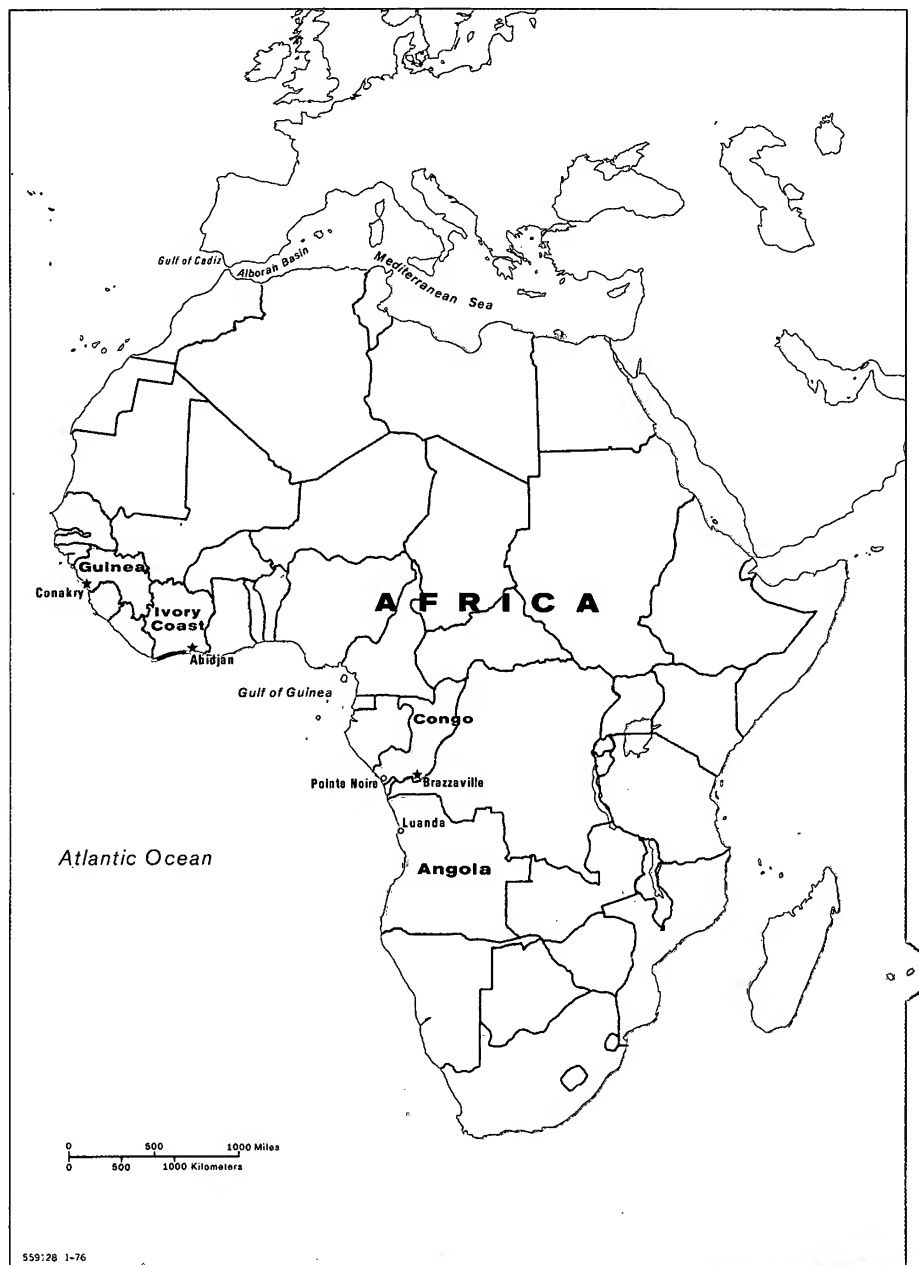 Gulf of Cadiz
Alboran Basin
Mediterranean Sea
Guinea
Conakry
AFRICA
Ivory
Coast
Abidjan
Gulf of Guinea
Congo
Pointe Noire
Brazzaville
Luanda
Atlantic Ocean
Angola
0 500 1000 Miles
0 500 1000 Kilometers
559128 1-76